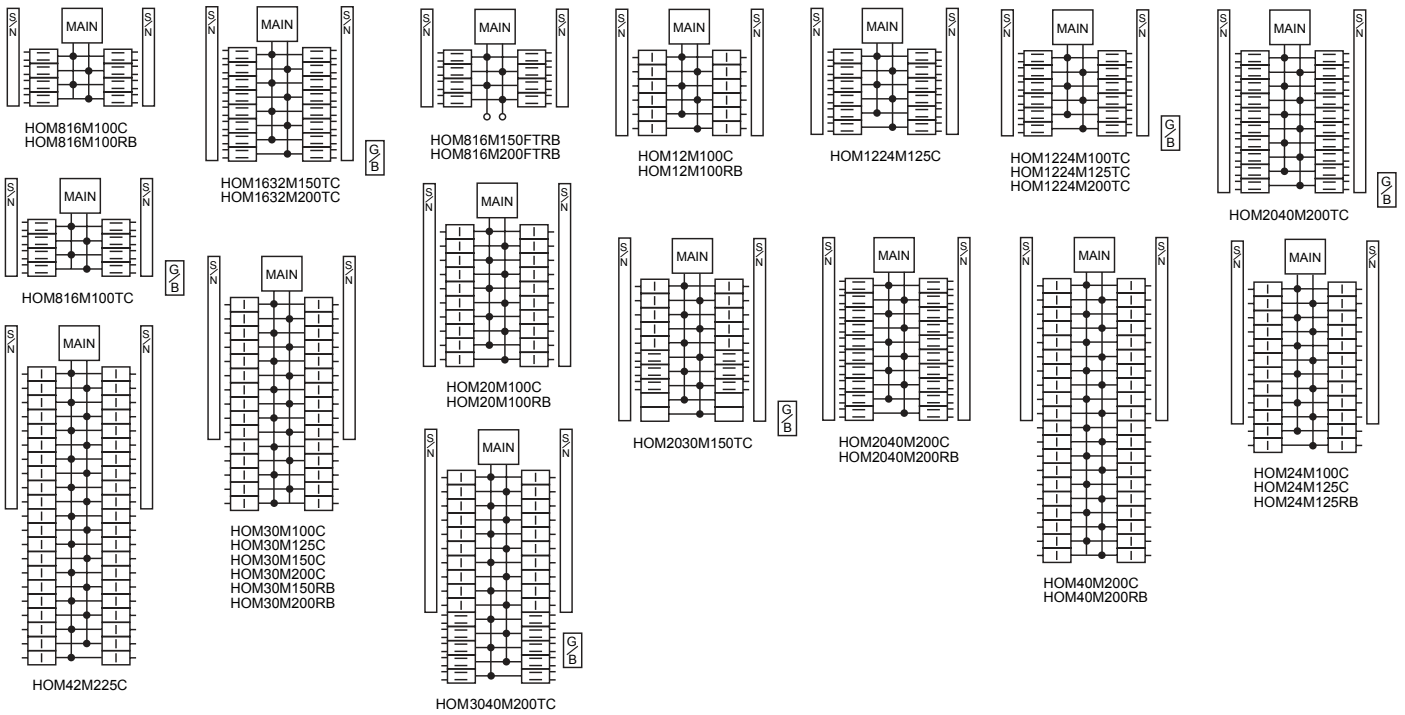 S/N
MAIN
S/N
HOM816M100C
HOM816M100RB
S/N
MAIN
S/N
G/B
HOM1632M150TC
HOM1632M200TC
S/N
MAIN
S/N
HOM816M150FTRB
HOM816M200FTRB
S/N
MAIN
S/N
HOM12M100C
HOM12M100RB
S/N
MAIN
S/N
HOM1224M125C
S/N
MAIN
S/N
G/B
HOM1224M100TC
HOM1224M125TC
HOM1224M200TC
S/N
MAIN
S/N
G/B
HOM2040M200TC
S/N
MAIN
S/N
G/B
HOM816M100TC
S/N
MAIN
S/N
HOM30M100C
HOM30M125C
HOM30M150C
HOM30M200C
HOM30M150RB
HOM30M200RB
S/N
MAIN
S/N
HOM20M100C
HOM20M100RB
S/N
MAIN
S/N
G/B
HOM2030M150TC
S/N
MAIN
S/N
HOM2040M200C
HOM2040M200RB
S/N
MAIN
S/N
HOM40M200C
HOM40M200RB
S/N
MAIN
S/N
HOM24M100C
HOM24M125C
HOM24M125RB
S/N
MAIN
S/N
HOM42M225C
S/N
MAIN
S/N
G/B
HOM3040M200TC